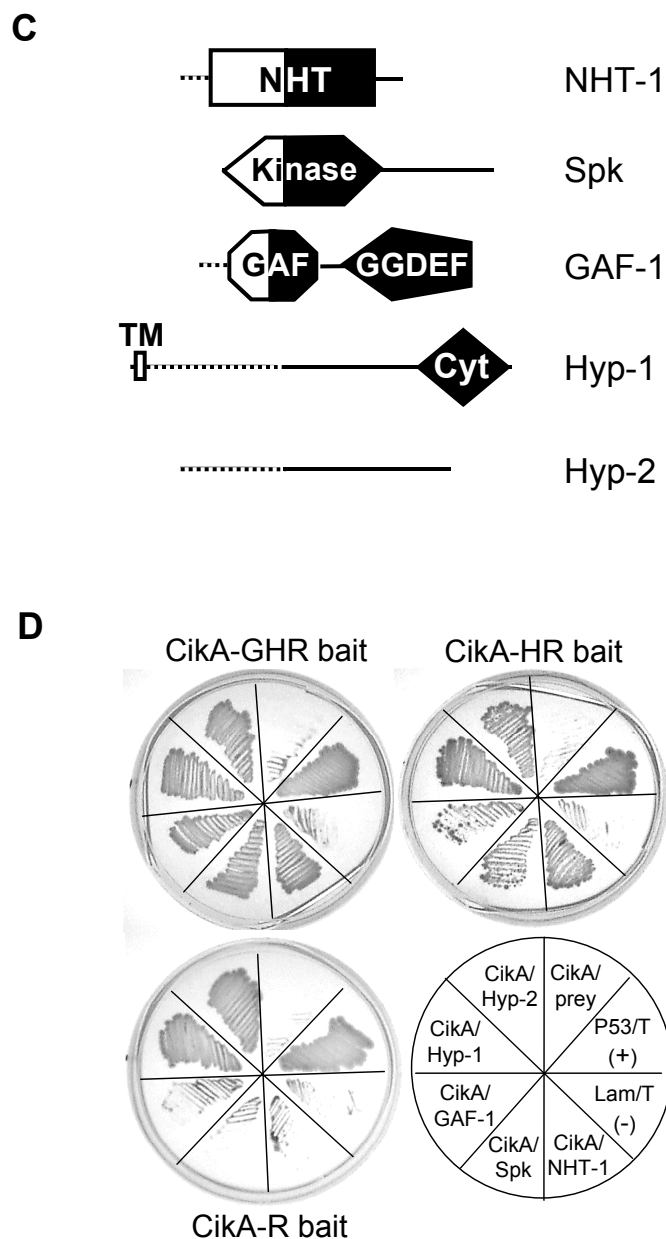 C
NHT NHT-1
Kinase Spk
GAF GGDEF GAF-1
TM
Cyt Hyp-1
Hyp-2
D
CikA-GHR bait CikA-HR bait
CikA/ Hyp-2
CikA/ prey
CikA/ Hyp-1
P53/T (+)
CikA/ GAF-1
Lam/T (-)
CikA/ Spk
CikA/ NHT-1
CikA-R bait